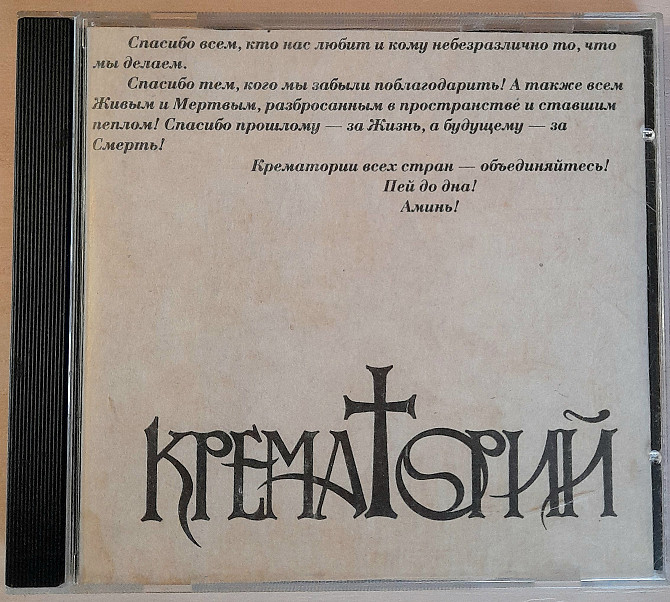 Спасибо всем, кто нас любит и кому небезразлично то, что
мы делаем.
Спасибо тем, кого мы забыли поблагодарить! А также всем
Живым и Мертвым, разбросанным в пространстве и ставшим
пеплом! Спасибо прошлому — за Жизнь, а будущему — за
Смерть!
Крематории всех стран — объединяйтесь!
Пей до дна!
Аминь!
КРЕМАТОРИЙ